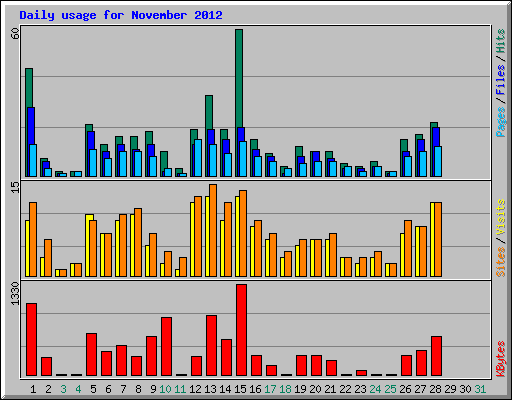 Daily usage for November 2012
60
Pages/Files/Hits
15
Sites/Visits
1330
KBytes
1 2 3 4 5 6 7 8 9 10 11 12 13 14 15 16 17 18 19 20 21 22 23 24 25 26 27 28 29 30 31